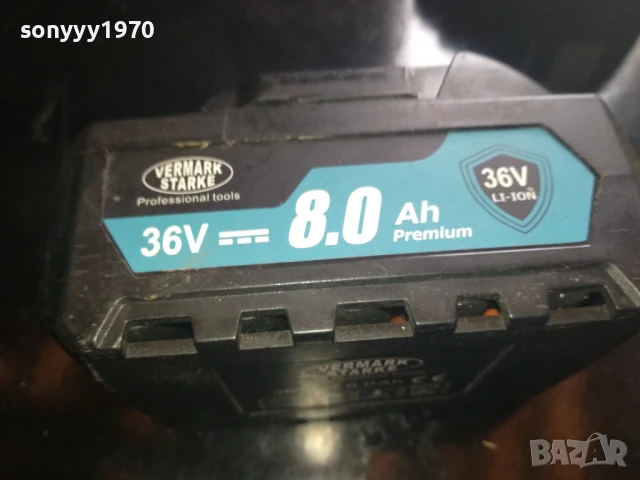 sonyyy1970
VERMARK
STARKE
Professional tools
36V
8.0 Ah
Premium
36V
LI-ION
VERMARK
STARKE
BAZAR